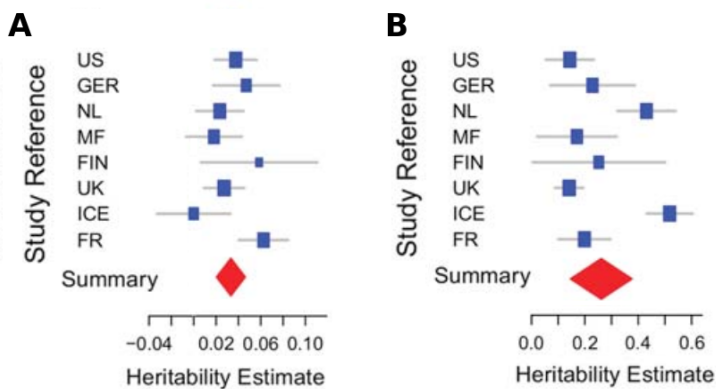 A
Study Reference
US
GER
NL
MF
FIN
UK
ICE
FR
Summary
−0.04 0.02 0.06 0.10
Heritability Estimate
B
Study Reference
US
GER
NL
MF
FIN
UK
ICE
FR
Summary
0.0 0.2 0.4 0.6
Heritability Estimate